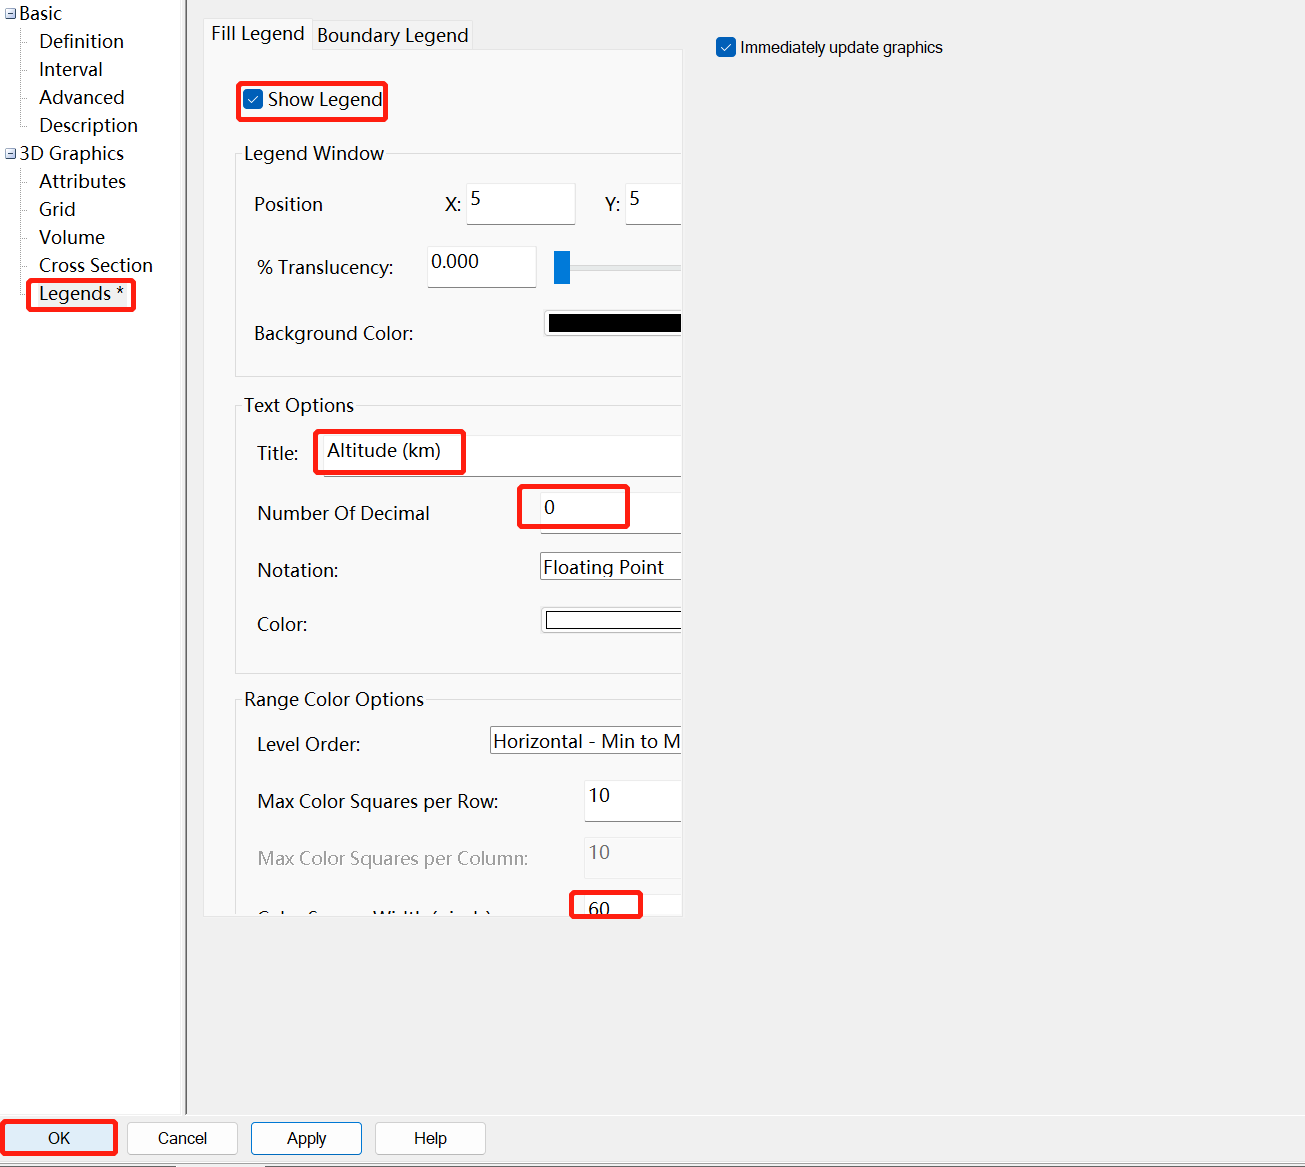 Basic
Definition
Interval
Advanced
Description
3D Graphics
Attributes
Grid
Volume
Cross Section
Legends *
Fill Legend
Boundary Legend
Immediately update graphics
Show Legend
Legend Window
Position X: 5 Y: 5
% Translucency: 0.000
Background Color:
Text Options
Title: Altitude (km)
Number Of Decimal 0
Notation: Floating Point
Color:
Range Color Options
Level Order: Horizontal - Min to M
Max Color Squares per Row: 10
Max Color Squares per Column: 10
60
OK Cancel Apply Help